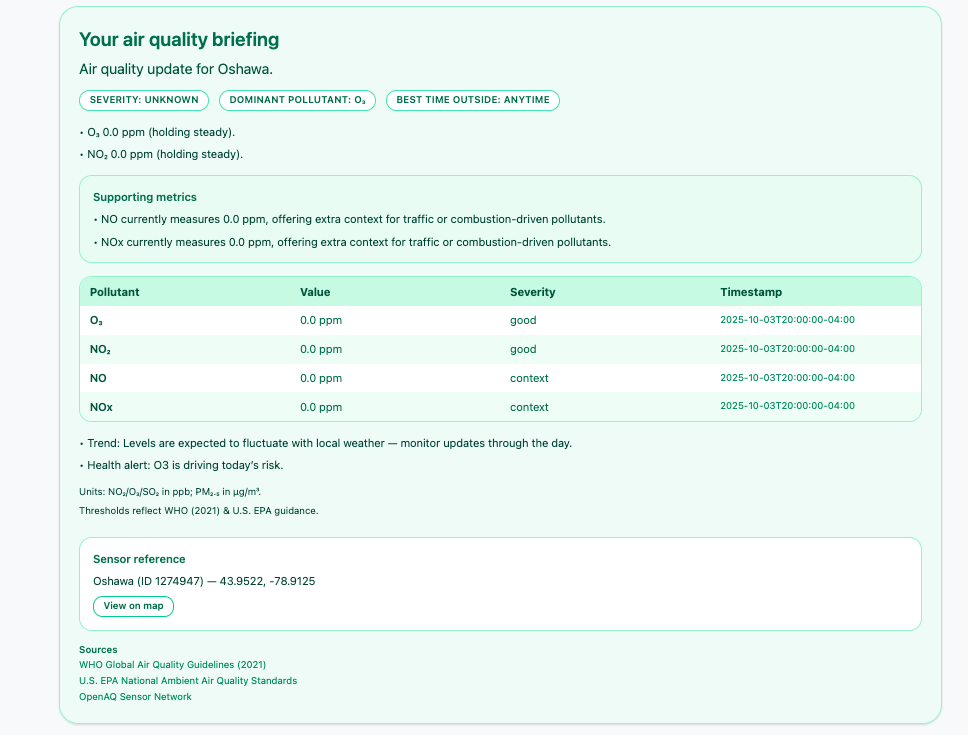 Your air quality briefing
Air quality update for Oshawa.
SEVERITY: UNKNOWN DOMINANT POLLUTANT: O₃ BEST TIME OUTSIDE: ANYTIME
• O₃ 0.0 ppm (holding steady).
• NO₂ 0.0 ppm (holding steady).
Supporting metrics
• NO currently measures 0.0 ppm, offering extra context for traffic or combustion-driven pollutants.
• NOx currently measures 0.0 ppm, offering extra context for traffic or combustion-driven pollutants.
Pollutant Value Severity Timestamp
O₃ 0.0 ppm good 2025-10-03T20:00:00-04:00
NO₂ 0.0 ppm good 2025-10-03T20:00:00-04:00
NO 0.0 ppm context 2025-10-03T20:00:00-04:00
NOx 0.0 ppm context 2025-10-03T20:00:00-04:00
• Trend: Levels are expected to fluctuate with local weather — monitor updates through the day.
• Health alert: O3 is driving today's risk.
Units: NO₂/O₃/SO₂ in ppb; PM₂.₅ in µg/m³.
Thresholds reflect WHO (2021) & U.S. EPA guidance.
Sensor reference
Oshawa (ID 1274947) — 43.9522, -78.9125
View on map
Sources
WHO Global Air Quality Guidelines (2021)
U.S. EPA National Ambient Air Quality Standards
OpenAQ Sensor Network